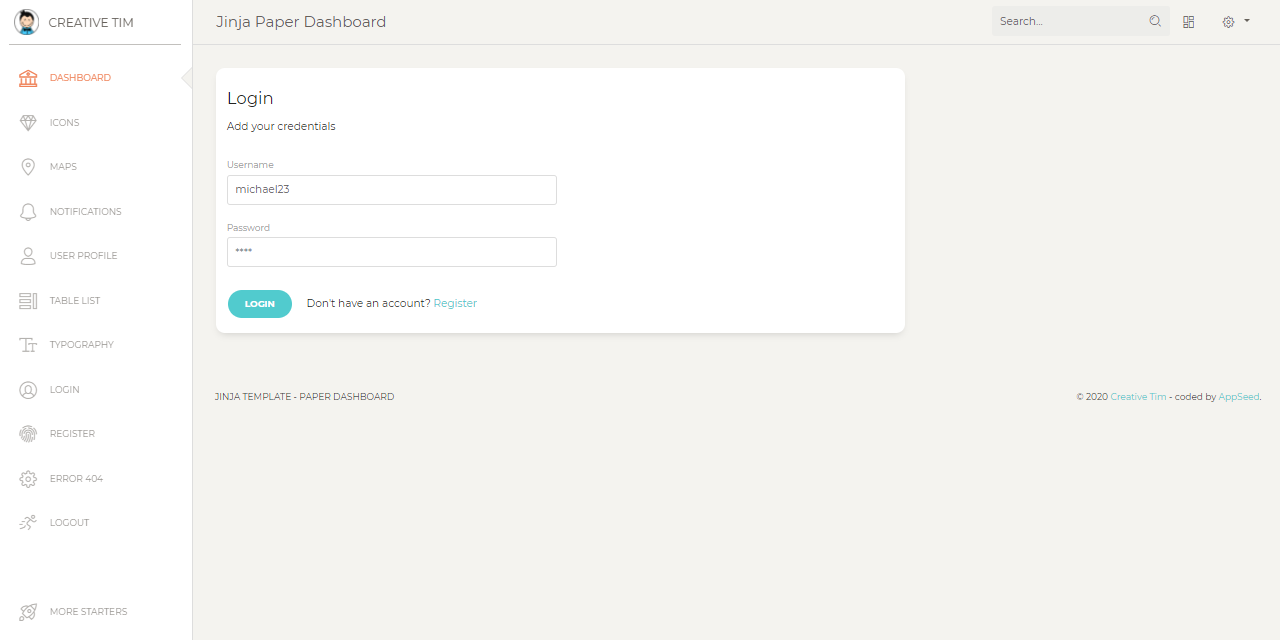 CREATIVE TIM
Jinja Paper Dashboard
Search...
DASHBOARD
ICONS
MAPS
NOTIFICATIONS
USER PROFILE
TABLE LIST
TYPOGRAPHY
LOGIN
REGISTER
ERROR 404
LOGOUT
MORE STARTERS
Login
Add your credentials
Username
michael23
Password
****
LOGIN Don't have an account? Register
JINJA TEMPLATE - PAPER DASHBOARD
© 2020 Creative Tim - coded by AppSeed.